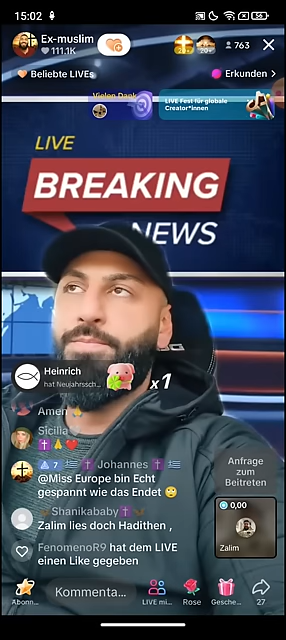 15:02
56
Ex-muslim
111.1K
763
Beliebte LIVEs
Erkunden
Vielen Dank
LIVE Fest für globale
Creator*innen
LIVE
BREAKING
NEWS
Heinrich
hat Neujahrssch...
x1
Amen
Sicilia
7
Johannes
@Miss Europe bin Echt
gespannt wie das Endet
Shanikababy
Zalim lies doch Hadithen ,
FenomenoR9 hat dem LIVE
einen Like gegeben
Anfrage
zum
Beitreten
0,00
Zalim
Abonn...
Kommenta...
LIVE mi...
Rose
Gesche...
27